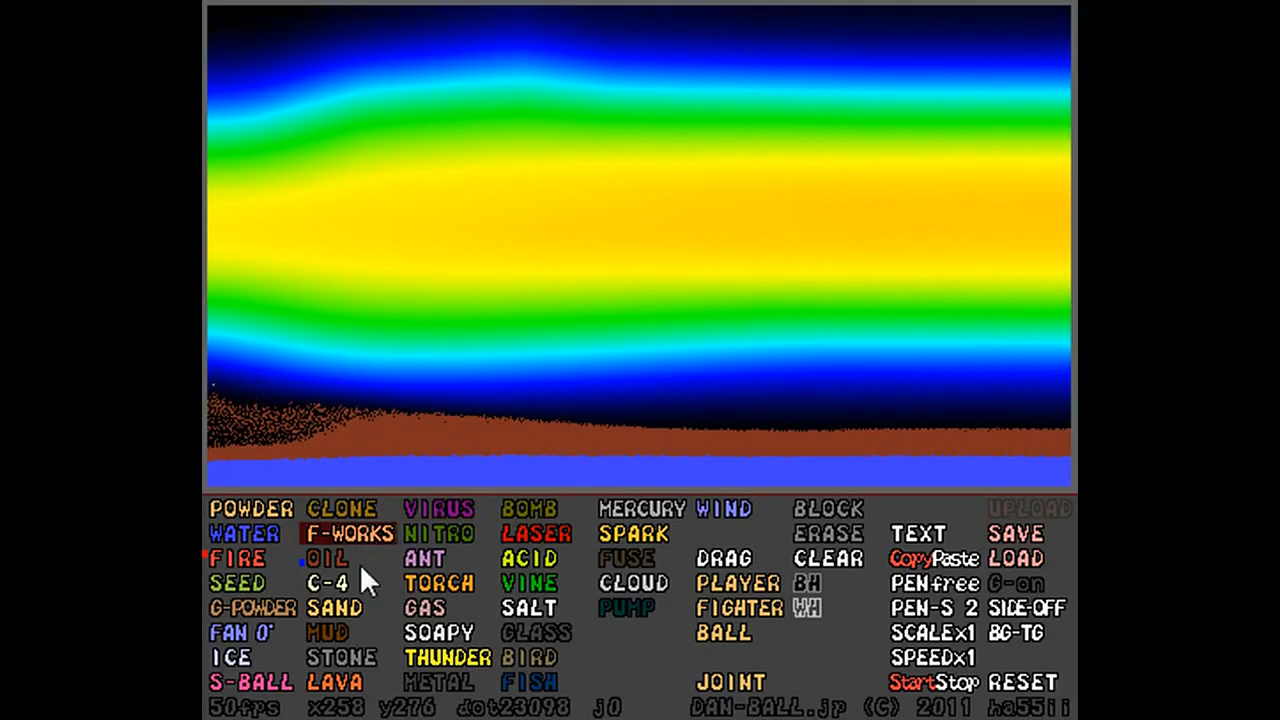 POWDER CLONE VIRUS BOMB MERCURY WIND BLOCK UPLOAD
WATER F-WORKS NITRO LASER SPARK ERASE TEXT SAVE
FIRE OIL ANT ACID FUSE DRAG CLEAR CopyPaste LOAD
SEED C-4 TORCH VINE CLOUD PLAYER BH PENfree G-on
G-POWDER SAND GAS SALT PUMP FIGHTER WH PEN-S 2 SIDE-OFF
FAN 0° MUD SOAPY GLASS BALL SCALEx1 BG-TG
ICE STONE THUNDER BIRD SPEEDx1
S-BALL LAVA METAL FISH JOINT StartStop RESET
50fps x258 y276 dot23098 j0 DAN-BALL.jp (C) 2011 ha55ii